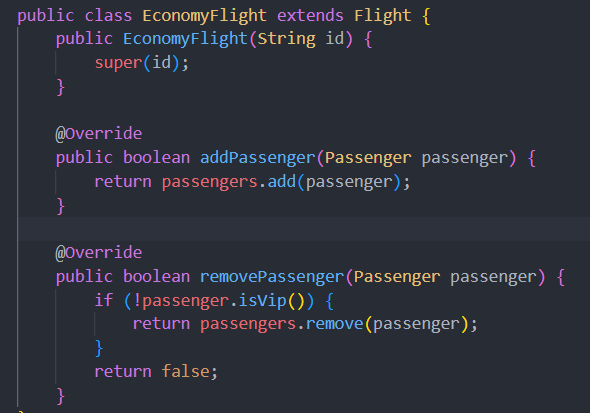 public class EconomyFlight extends Flight {
    public EconomyFlight(String id) {
        super(id);
    }

    @Override
    public boolean addPassenger(Passenger passenger) {
        return passengers.add(passenger);
    }

    @Override
    public boolean removePassenger(Passenger passenger) {
        if (!passenger.isVip()) {
            return passengers.remove(passenger);
        }
        return false;
    }